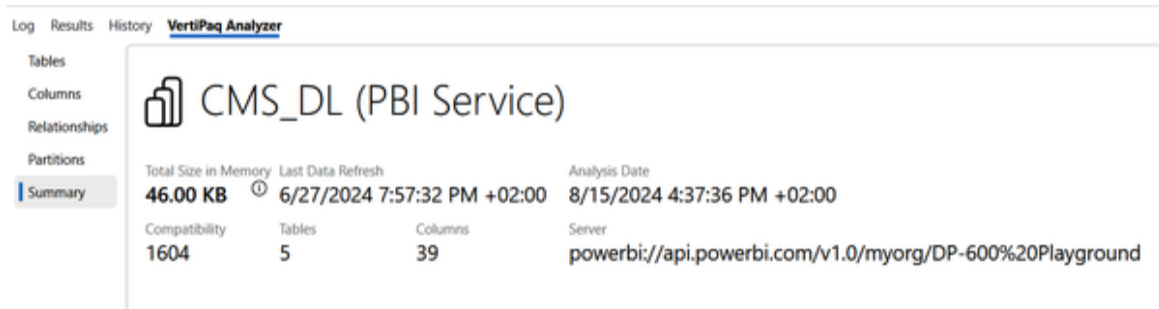 Log Results History VertiPaq Analyzer
Tables
Columns
Relationships
Partitions
Summary
CMS_DL (PBI Service)
Total Size in Memory Last Data Refresh Analysis Date
46.00 KB 6/27/2024 7:57:32 PM +02:00 8/15/2024 4:37:36 PM +02:00
Compatibility Tables Columns Server
1604 5 39 powerbi://api.powerbi.com/v1.0/myorg/DP-600%20Playground